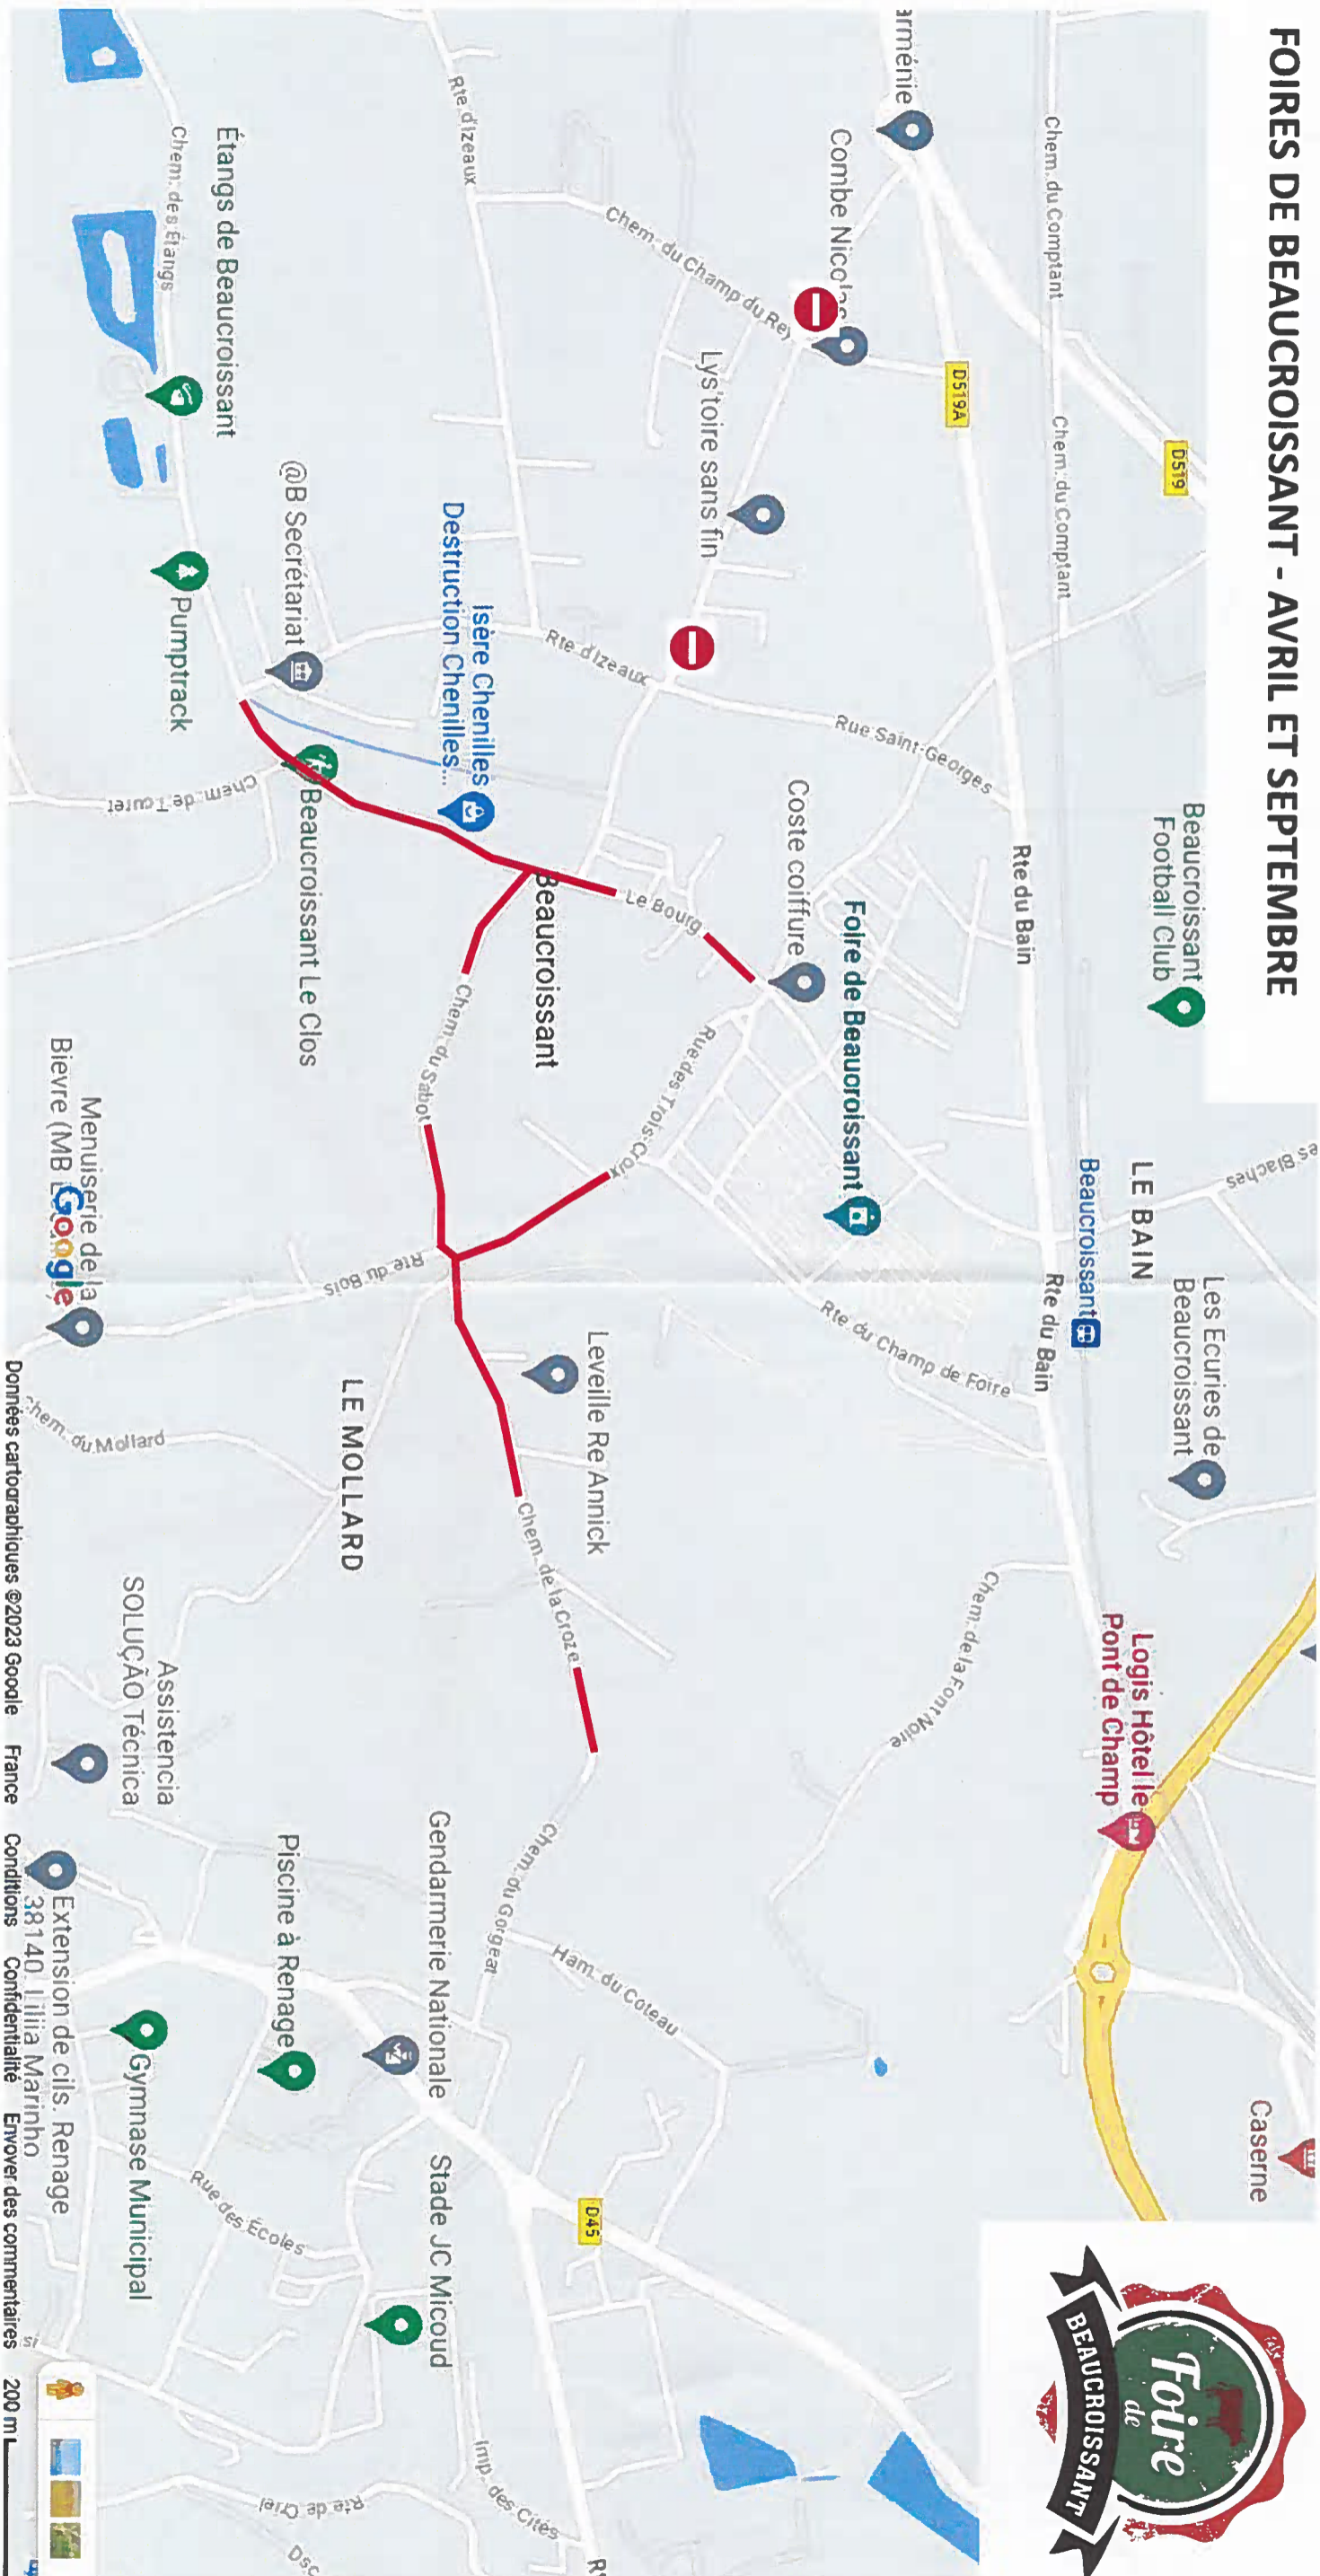 FOIRES DE BEAUCROISSANT - AVRIL ET SEPTEMBRE
Foire
de
BEAUCROISSANT
Caserne
D519
Chem. du Comptant
Chem. du Comptant
arménie
Combe Nicolas
D519A
Beaucroissant
Football Club
es Blaches
LE BAIN
Beaucroissant
Les Ecuries de
Beaucroissant
Logis Hôtel le
Pont de Champ
Rte du Bain
Rte du Bain
Rte d'Izeaux
Chem. du Champ du Rey
Lys'toire sans fin
Rte d'Izeaux
Rue Saint-Georges
Coste coiffure
Foire de Beaucroissant
Rte du Champ de Foire
Chem. de la Font Noire
Le Bourg
Rue des Trois Croix
Étangs de Beaucroissant
Chem. des Étangs
@B Secrétariat
Isère Chenilles
Destruction Chenilles...
Pumptrack
Beaucroissant
Beaucroissant Le Clos
Chem. de Touret
Chem. du Sabot
Leveille Re Annick
Chem. de la Croze
Chem. du Gorgeat
Ham. du Coteau
Rte du Bois
LE MOLLARD
Chem. du Mollard
Menuiserie de la
Bievre (MB
Google
Assistencia
SOLUÇÃO Técnica
Gendarmerie Nationale
Piscine à Renage
D45
Stade JC Micoud
Rue des Écoles
Gymnase Municipal
Extension de cils. Renage
38140. Liliia Marinho
Imp. des Cités
Rte de Criel
Données cartographiques ©2023 Google France Conditions Confidentialité Envoyer des commentaires 200 m